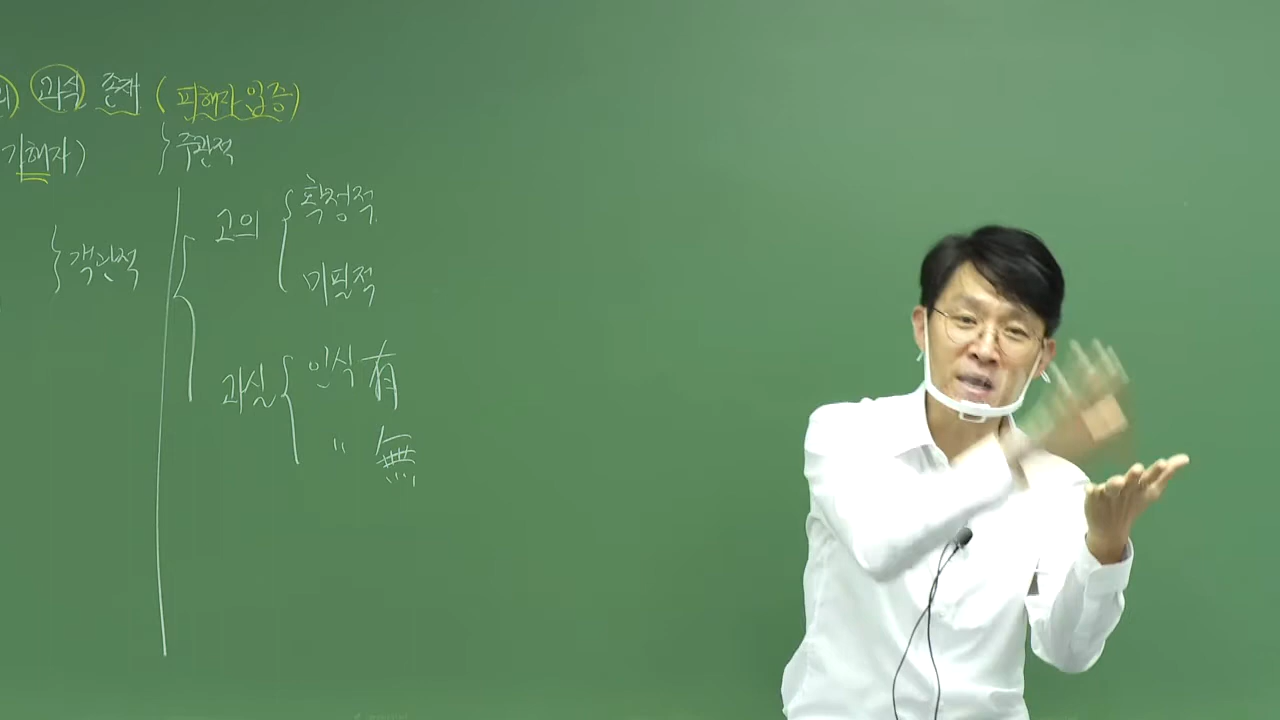 과실 존재 (피해자 입증)
가해자) } 주관적
고의 { 확정적
} 객관적
미필적
과실 { 인식 有
〃 無